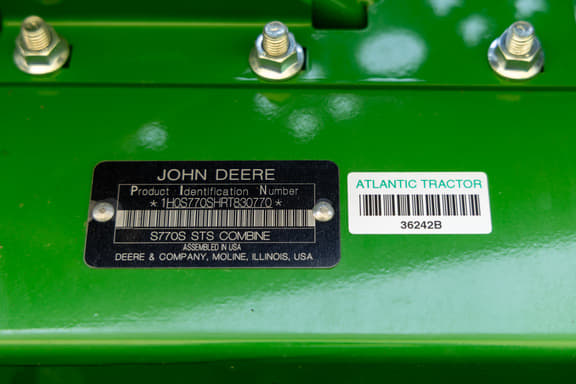 JOHN DEERE
Product Identification Number
*1H0S770SHRT830770*
S770S STS COMBINE
ASSEMBLED IN USA
DEERE & COMPANY, MOLINE, ILLINOIS, USA
ATLANTIC TRACTOR
36242B